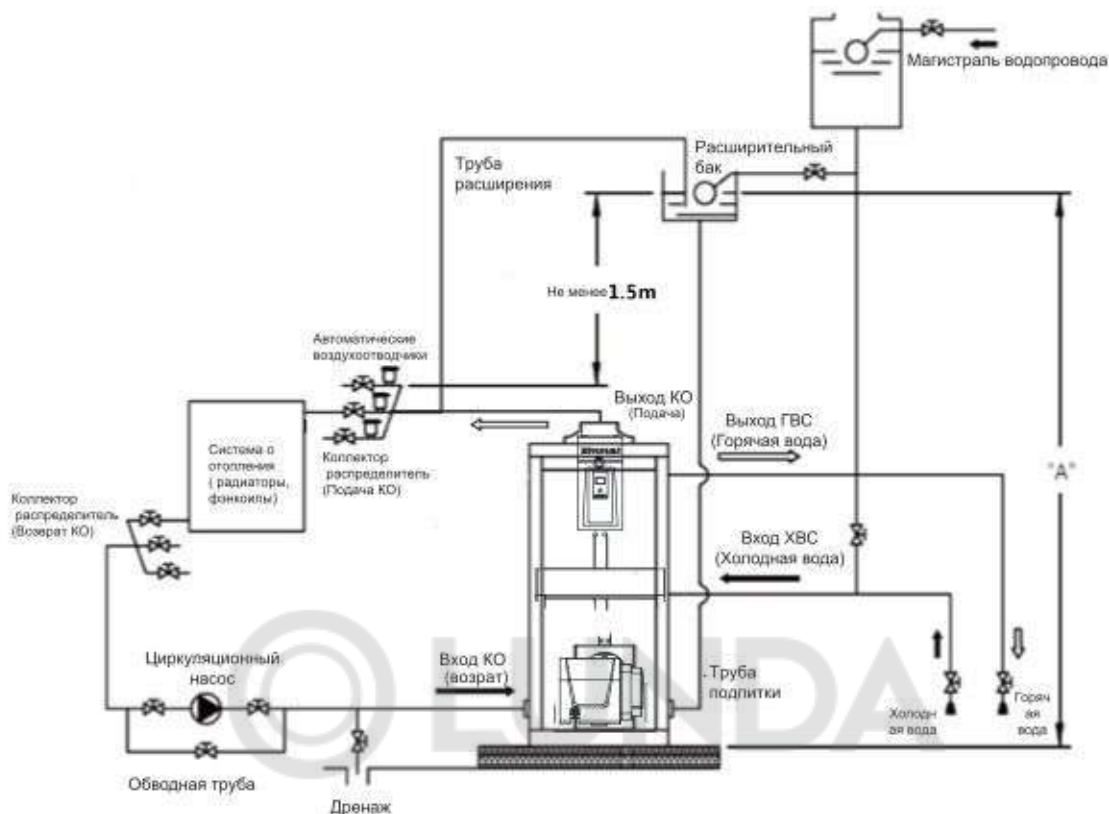 Магистраль водопровода
Расширительный
бак
Труба
расширения
Не менее 1.5m
Автоматические
воздухоотводчики
Выход КО
(Подача)
Выход ГВС
(Горячая вода)
"A"
Система о
отопления
( радиаторы,
фэнкоилы)
Коллектор
распределитель
(Подача КО)
Коллектор
распределитель
(Возврат КО)
Вход ХВС
(Холодная вода)
LUNDA
Циркуляционный
насос
Вход КО
(возврат)
Труба
подпитки
Холодн
ая вода
Горяч
ая
вода
Обводная труба
Дренаж